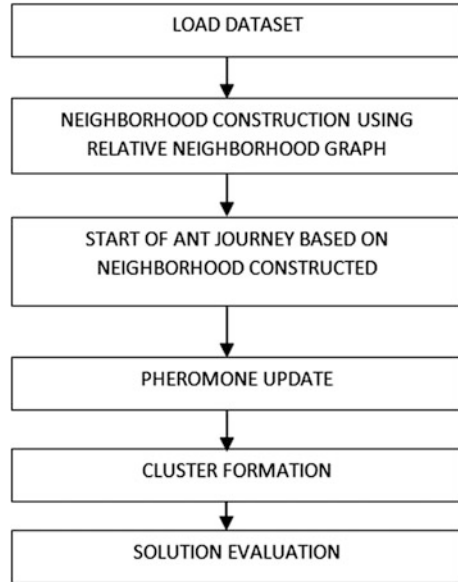 LOAD DATASET
NEIGHBORHOOD CONSTRUCTION USING
RELATIVE NEIGHBORHOOD GRAPH
START OF ANT JOURNEY BASED ON
NEIGHBORHOOD CONSTRUCTED
PHEROMONE UPDATE
CLUSTER FORMATION
SOLUTION EVALUATION